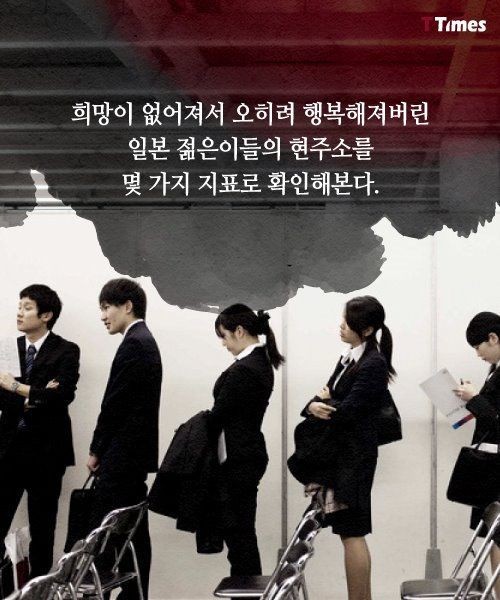 TTimes
희망이 없어져서 오히려 행복해져버린
일본 젊은이들의 현주소를
몇 가지 지표로 확인해본다.